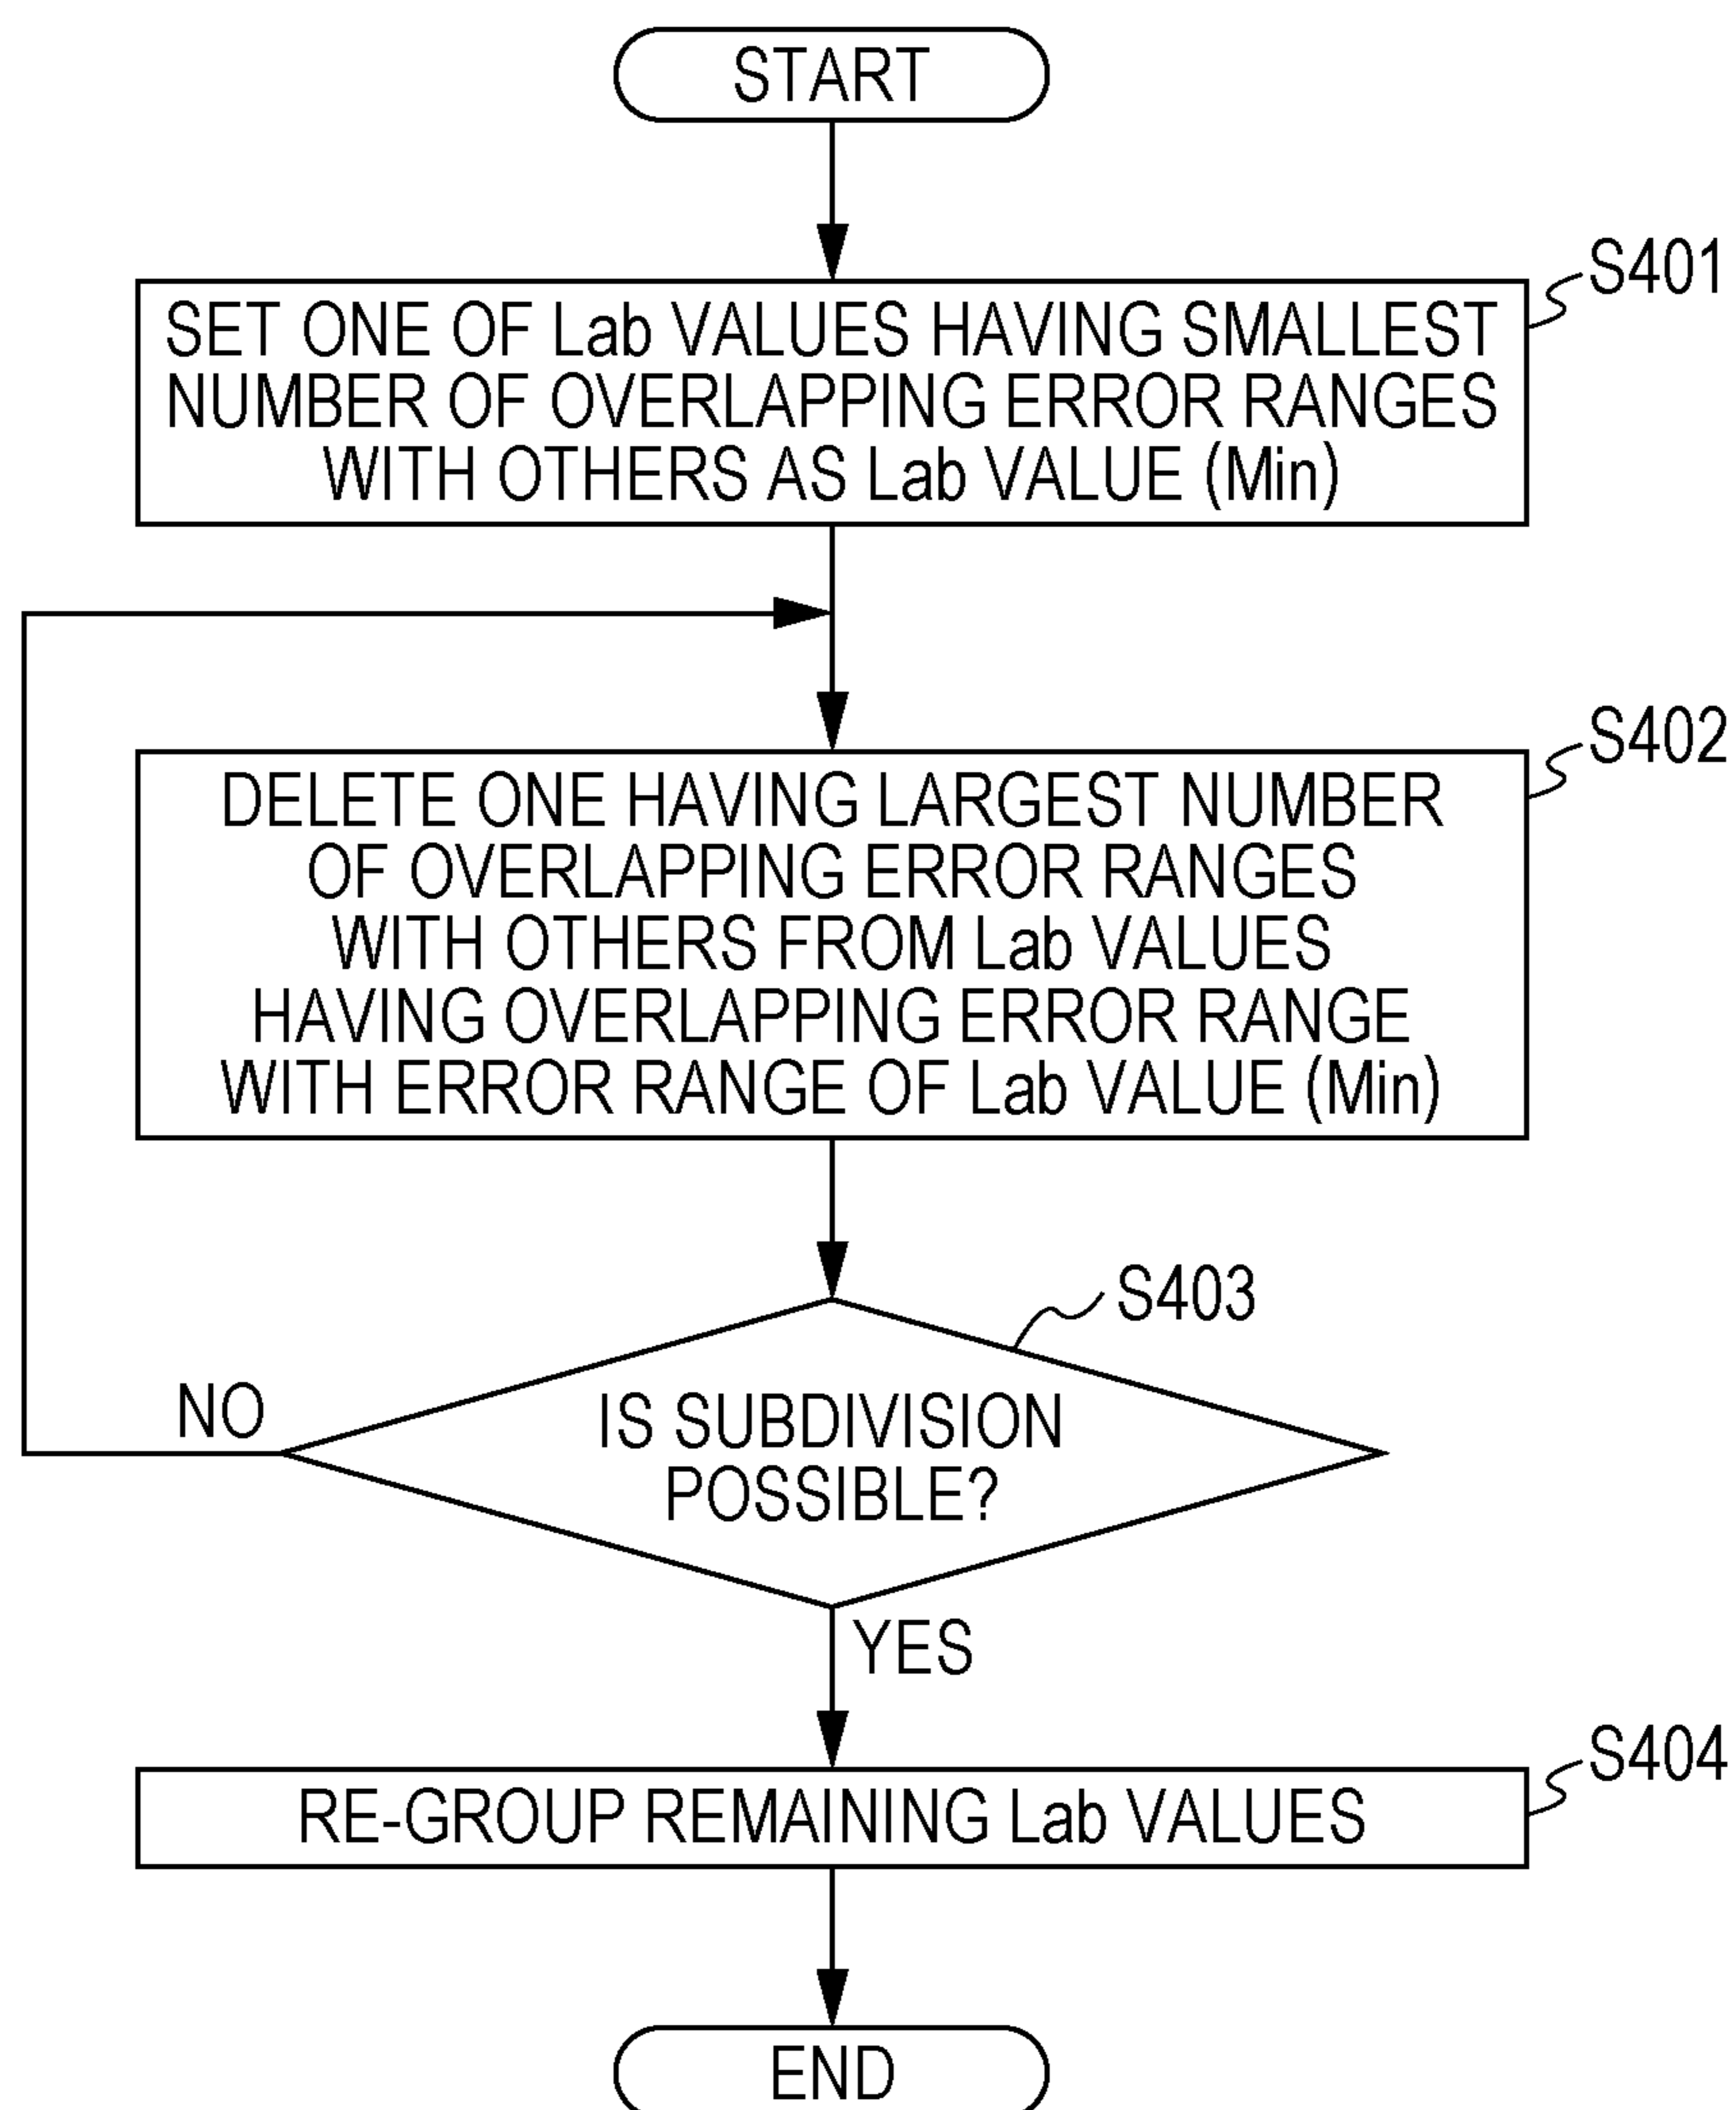 START
S401
SET ONE OF Lab VALUES HAVING SMALLEST
NUMBER OF OVERLAPPING ERROR RANGES
WITH OTHERS AS Lab VALUE (Min)
S402
DELETE ONE HAVING LARGEST NUMBER
OF OVERLAPPING ERROR RANGES
WITH OTHERS FROM Lab VALUES
HAVING OVERLAPPING ERROR RANGE
WITH ERROR RANGE OF Lab VALUE (Min)
S403
NO
IS SUBDIVISION
POSSIBLE?
YES
S404
RE-GROUP REMAINING Lab VALUES
END